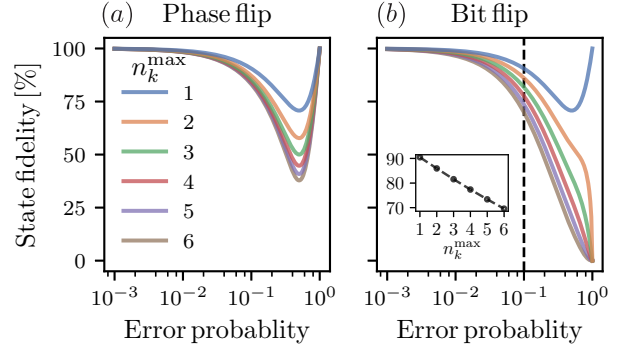 (a) Phase flip
(b) Bit flip
State fidelity [%]
100
75
50
25
0
n_k^max
1
2
3
4
5
6
10^−3 10^−2 10^−1 10^0
Error probablity
90
80
70
1 2 3 4 5 6
n_k^max
10^−3 10^−2 10^−1 10^0
Error probablity